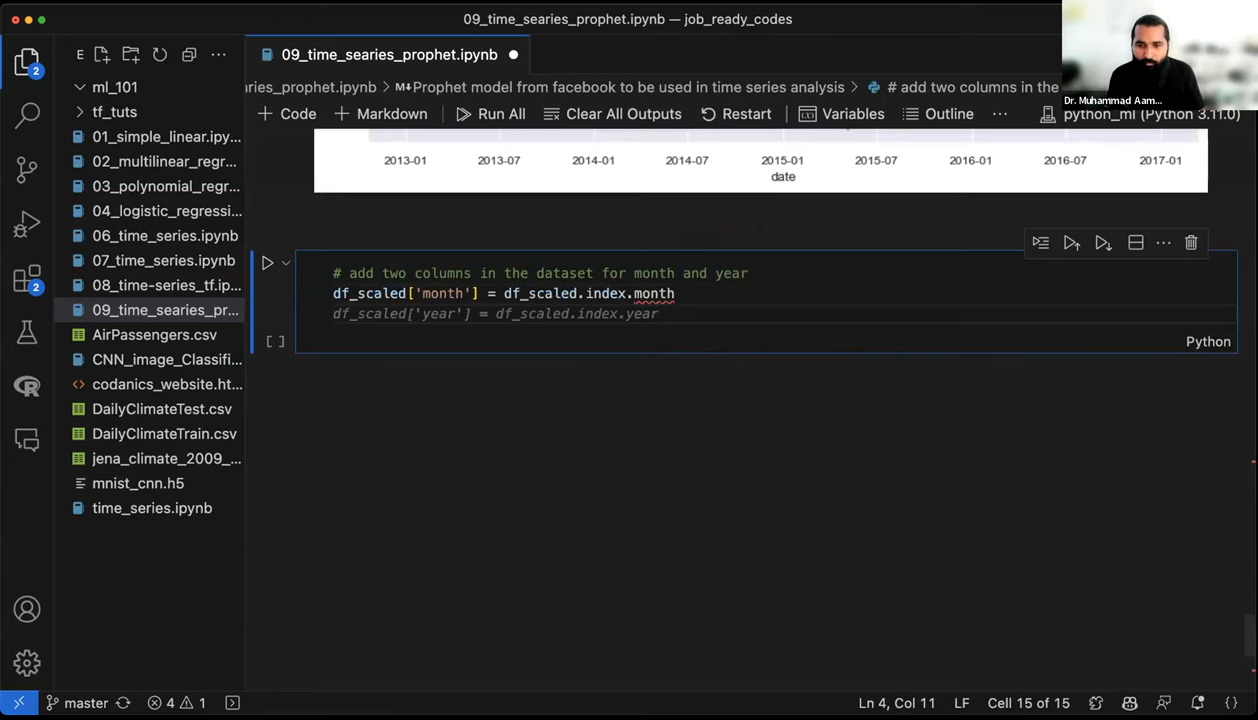 09_time_searies_prophet.ipynb — job_ready_codes
E
09_time_searies_prophet.ipynb
Dr. Muhammad Aam...
2
ml_101
tf_tuts
01_simple_linear.ipy...
02_multilinear_regr...
03_polynomial_regr...
04_logistic_regressi...
06_time_series.ipynb
07_time_series.ipynb
08_time-series_tf.ip...
09_time_searies_pr...
AirPassengers.csv
CNN_image_Classifi...
codanics_website.ht...
DailyClimateTest.csv
DailyClimateTrain.csv
jena_climate_2009_...
mnist_cnn.h5
time_series.ipynb
2
R
aries_prophet.ipynb > M↓Prophet model from facebook to be used in time series analysis > # add two columns in the
+ Code + Markdown Run All Clear All Outputs Restart Variables Outline ... python_ml (Python 3.11.0)
2013-01 2013-07 2014-01 2014-07 2015-01 2015-07 2016-01 2016-07 2017-01
date
# add two columns in the dataset for month and year
df_scaled['month'] = df_scaled.index.month
df_scaled['year'] = df_scaled.index.year
[ ]
Python
master 4 1 Ln 4, Col 11 LF Cell 15 of 15